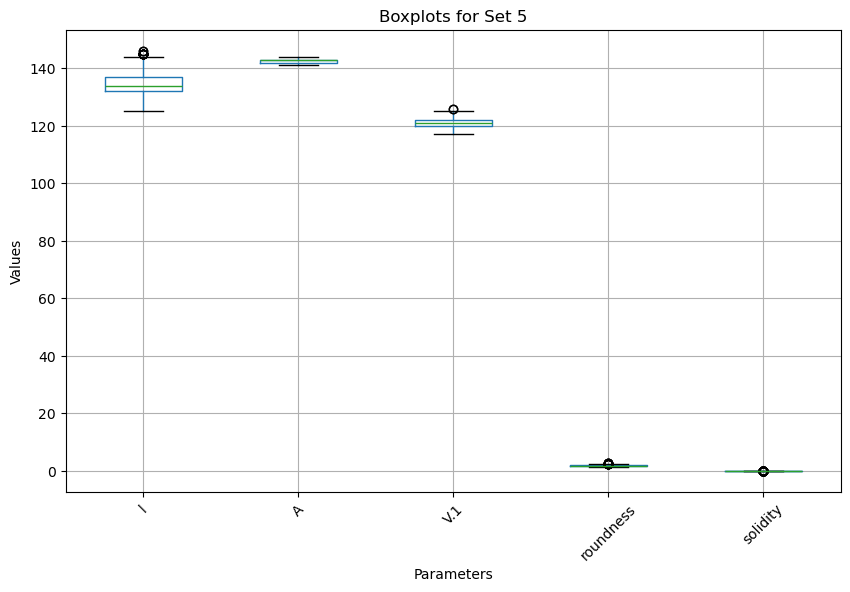 Boxplots for Set 5
Values
140
120
100
80
60
40
20
0
I
A
V.1
roundness
solidity
Parameters